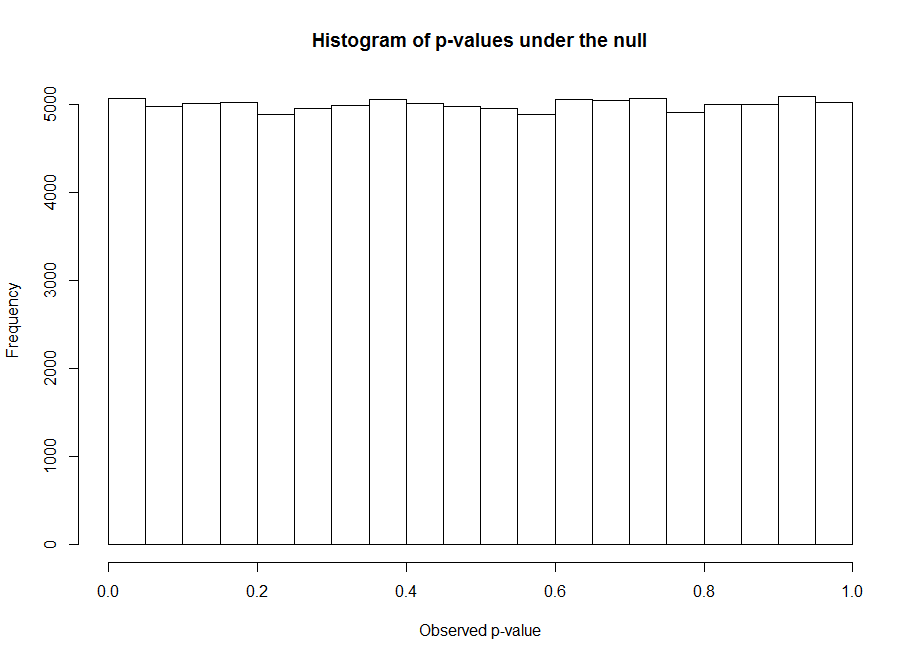 Histogram of p-values under the null
Frequency
5000
4000
3000
2000
1000
0
0.0 0.2 0.4 0.6 0.8 1.0
Observed p-value